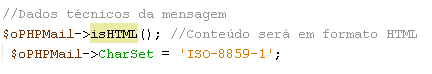 //Dados técnicos da mensagem
$oPHPMail->isHTML(); //Conteúdo será em formato HTML
$oPHPMail->CharSet = 'ISO-8859-1';